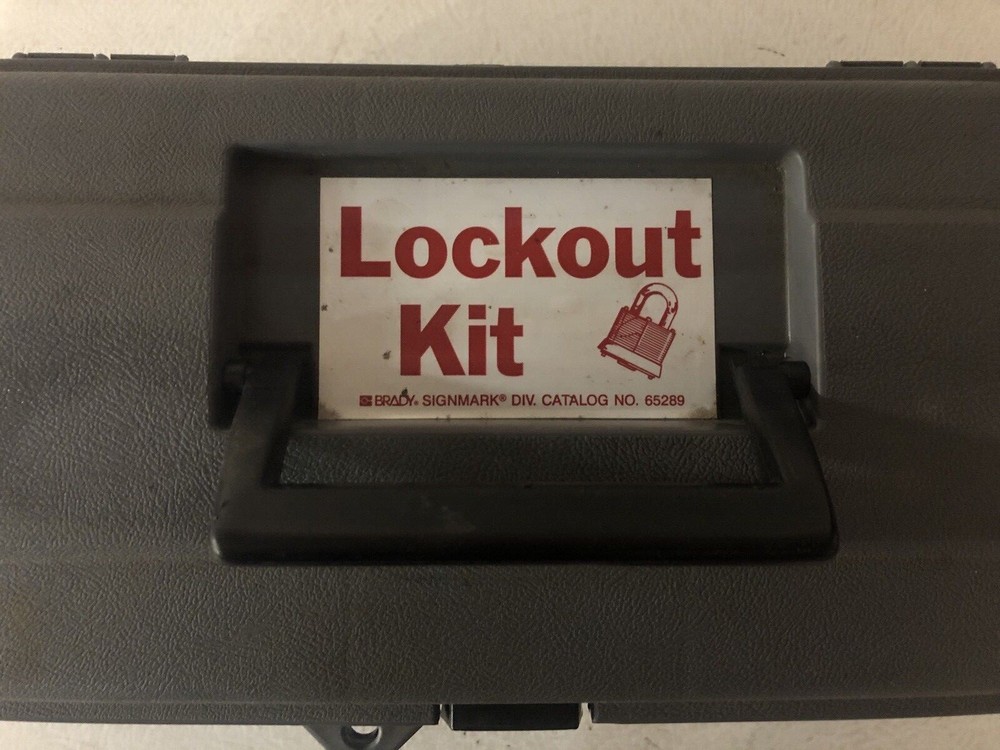 Lockout
Kit
BRADY® SIGNMARK® DIV. CATALOG NO. 65289